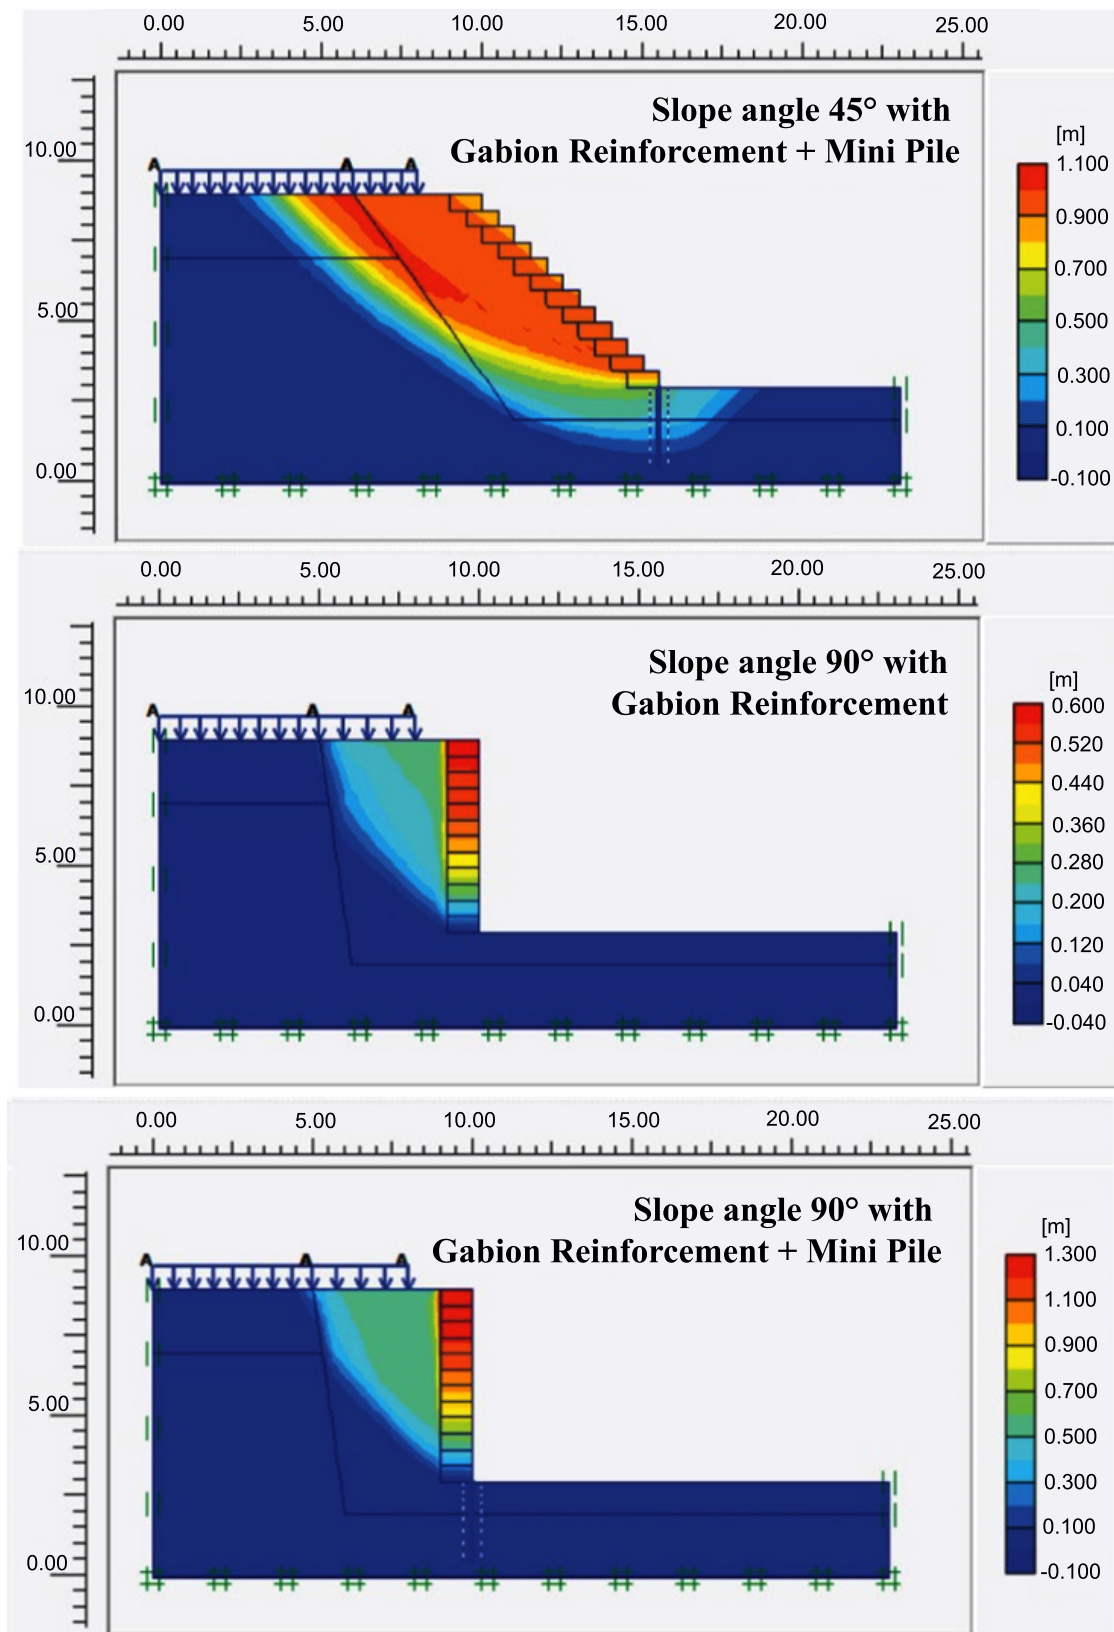 0.00 5.00 10.00 15.00 20.00 25.00
Slope angle 45° with
Gabion Reinforcement + Mini Pile
10.00
5.00
0.00
A A A
[m]
1.100
0.900
0.700
0.500
0.300
0.100
-0.100
0.00 5.00 10.00 15.00 20.00 25.00
Slope angle 90° with
Gabion Reinforcement
10.00
5.00
0.00
A A A
[m]
0.600
0.520
0.440
0.360
0.280
0.200
0.120
0.040
-0.040
0.00 5.00 10.00 15.00 20.00 25.00
Slope angle 90° with
Gabion Reinforcement + Mini Pile
10.00
5.00
0.00
A A A
[m]
1.300
1.100
0.900
0.700
0.500
0.300
0.100
-0.100